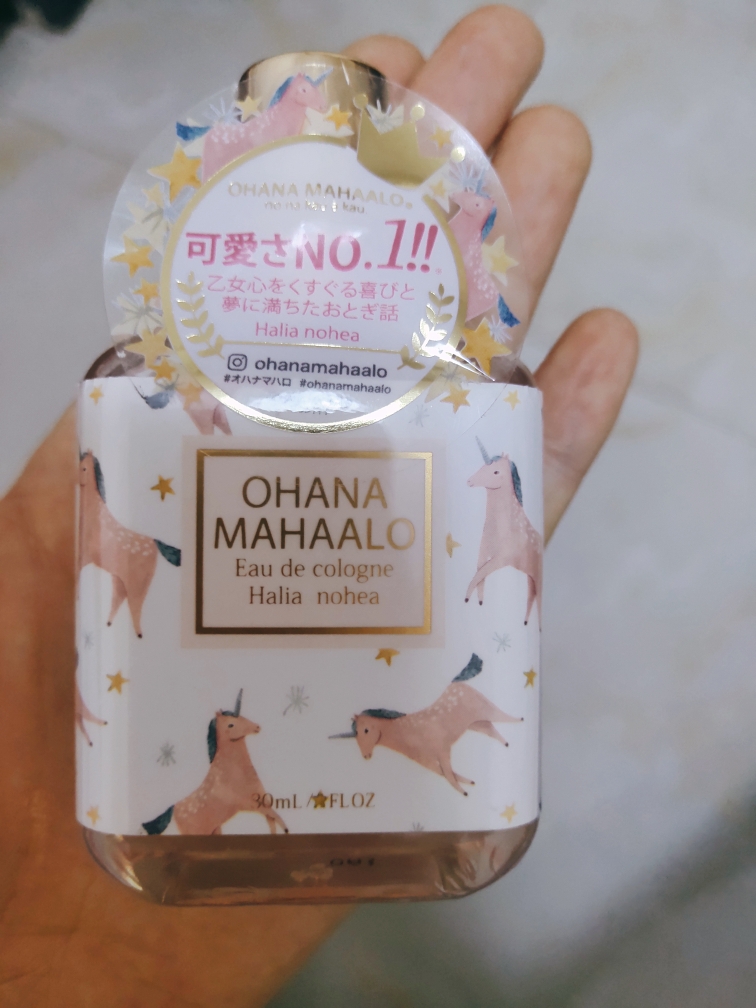 OHANA MAHAALO®
可愛さNO.1!!
乙女心をくすぐる喜びと
夢に満ちたおとぎ話
Halia nohea
ohanamahaalo
#オハナマハロ #ohanamahaalo
OHANA
MAHAALO
Eau de cologne
Halia nohea
30mL / FLOZ